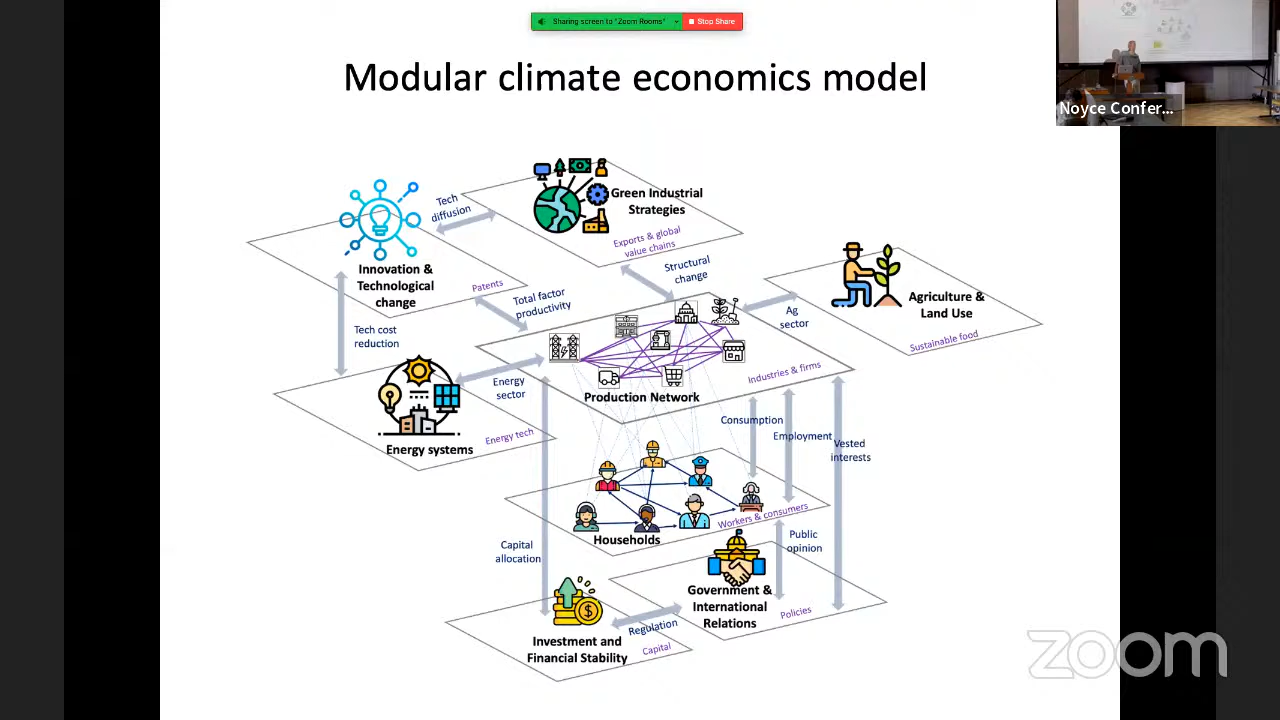 Sharing screen to "Zoom Rooms"
Stop Share
Noyce Confer...
Modular climate economics model
Green Industrial
Strategies
Exports & global
value chains
Tech
diffusion
Innovation &
Technological
change
Patents
Structural
change
Total factor
productivity
Agriculture &
Land Use
Sustainable food
Ag
sector
Tech cost
reduction
Industries & firms
Production Network
Energy
sector
Energy systems
Energy tech
Consumption
Employment
Vested
interests
Workers & consumers
Households
Public
opinion
Capital
allocation
Government &
International
Relations
Policies
Regulation
Investment and
Financial Stability
Capital
zoom